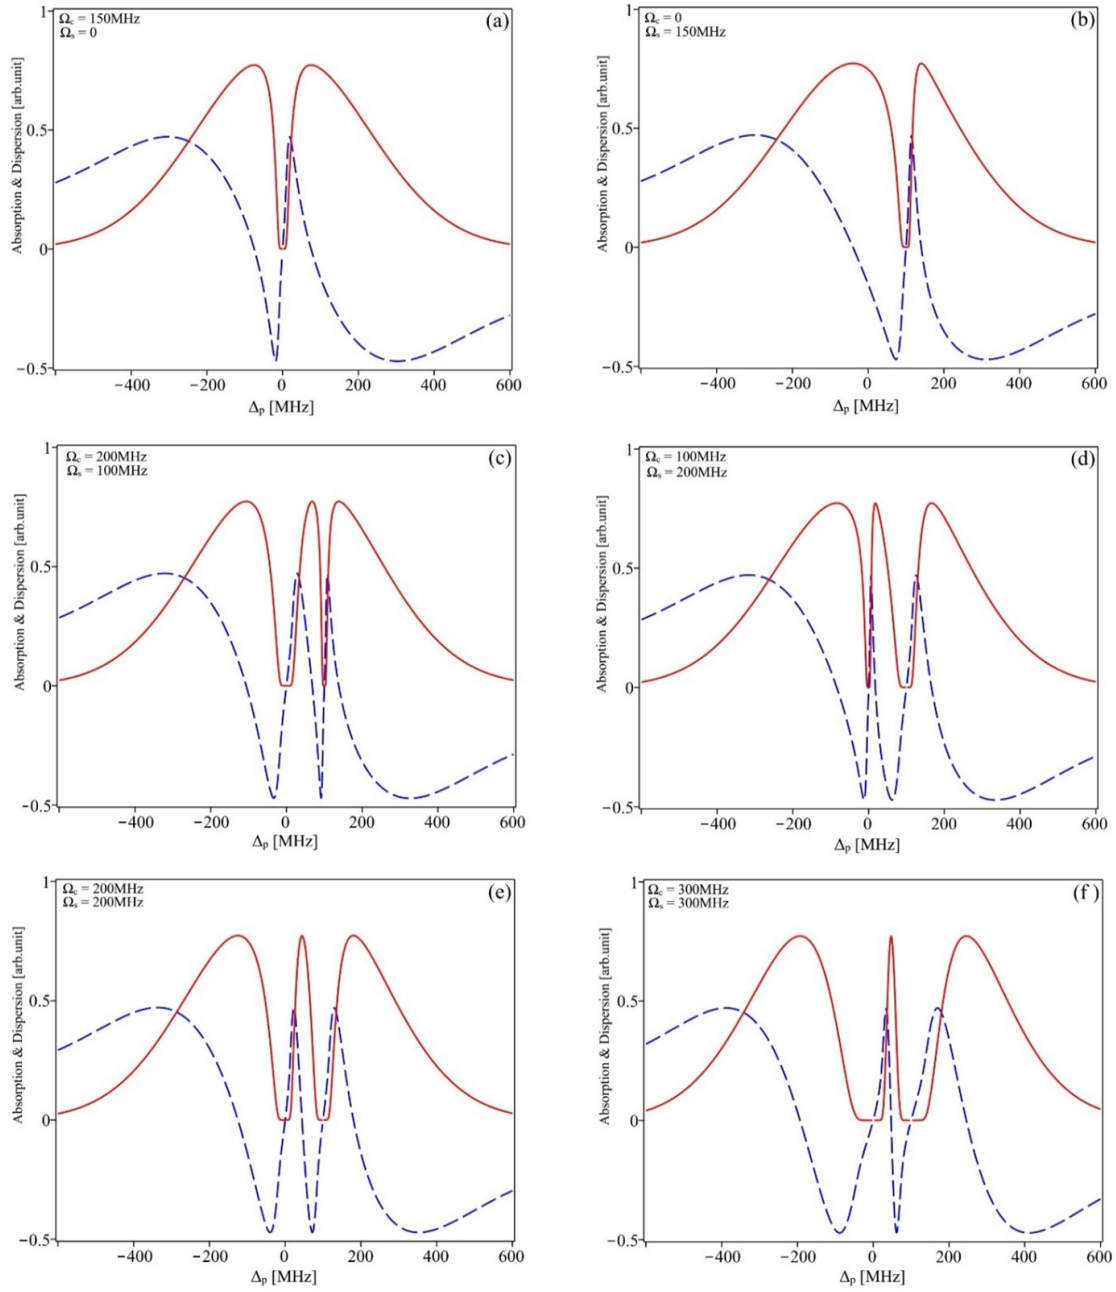 1
Ω꜀ = 150MHz
Ωₛ = 0
(a)
Absorption & Dispersion [arb.unit]
0.5
0
−0.5
−400 −200 0 200 400 600
Δₚ [MHz]
1
Ω꜀ = 0
Ωₛ = 150MHz
(b)
Absorption & Dispersion [arb.unit]
0.5
0
−0.5
−400 −200 0 200 400 600
Δₚ [MHz]
1
Ω꜀ = 200MHz
Ωₛ = 100MHz
(c)
Absorption & Dispersion [arb.unit]
0.5
0
−0.5
−400 −200 0 200 400 600
Δₚ [MHz]
1
Ω꜀ = 100MHz
Ωₛ = 200MHz
(d)
Absorption & Dispersion [arb.unit]
0.5
0
−0.5
−400 −200 0 200 400 600
Δₚ [MHz]
1
Ω꜀ = 200MHz
Ωₛ = 200MHz
(e)
Absorption & Dispersion [arb.unit]
0.5
0
−0.5
−400 −200 0 200 400 600
Δₚ [MHz]
1
Ω꜀ = 300MHz
Ωₛ = 300MHz
(f )
Absorption & Dispersion [arb.unit]
0.5
0
−0.5
−400 −200 0 200 400 600
Δₚ [MHz]